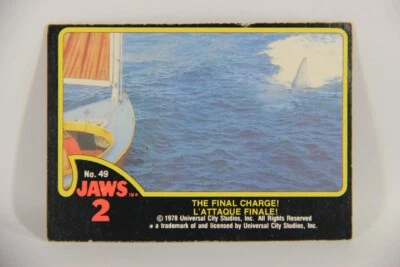 No. 49
JAWS TM*
2
THE FINAL CHARGE!
L'ATTAQUE FINALE!
© 1978 Universal City Studios, Inc. All Rights Reserved
* a trademark of and licensed by Universal City Studios, Inc.